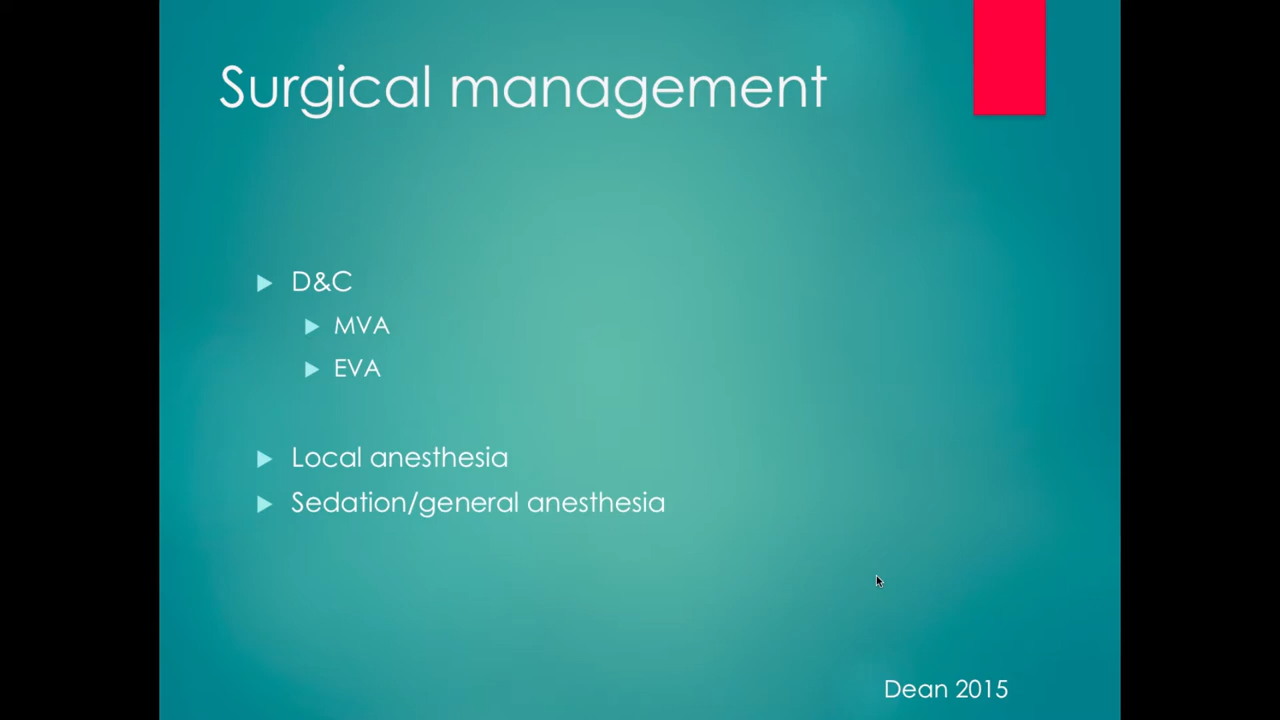 Surgical management
D&C
MVA
EVA
Local anesthesia
Sedation/general anesthesia
Dean 2015